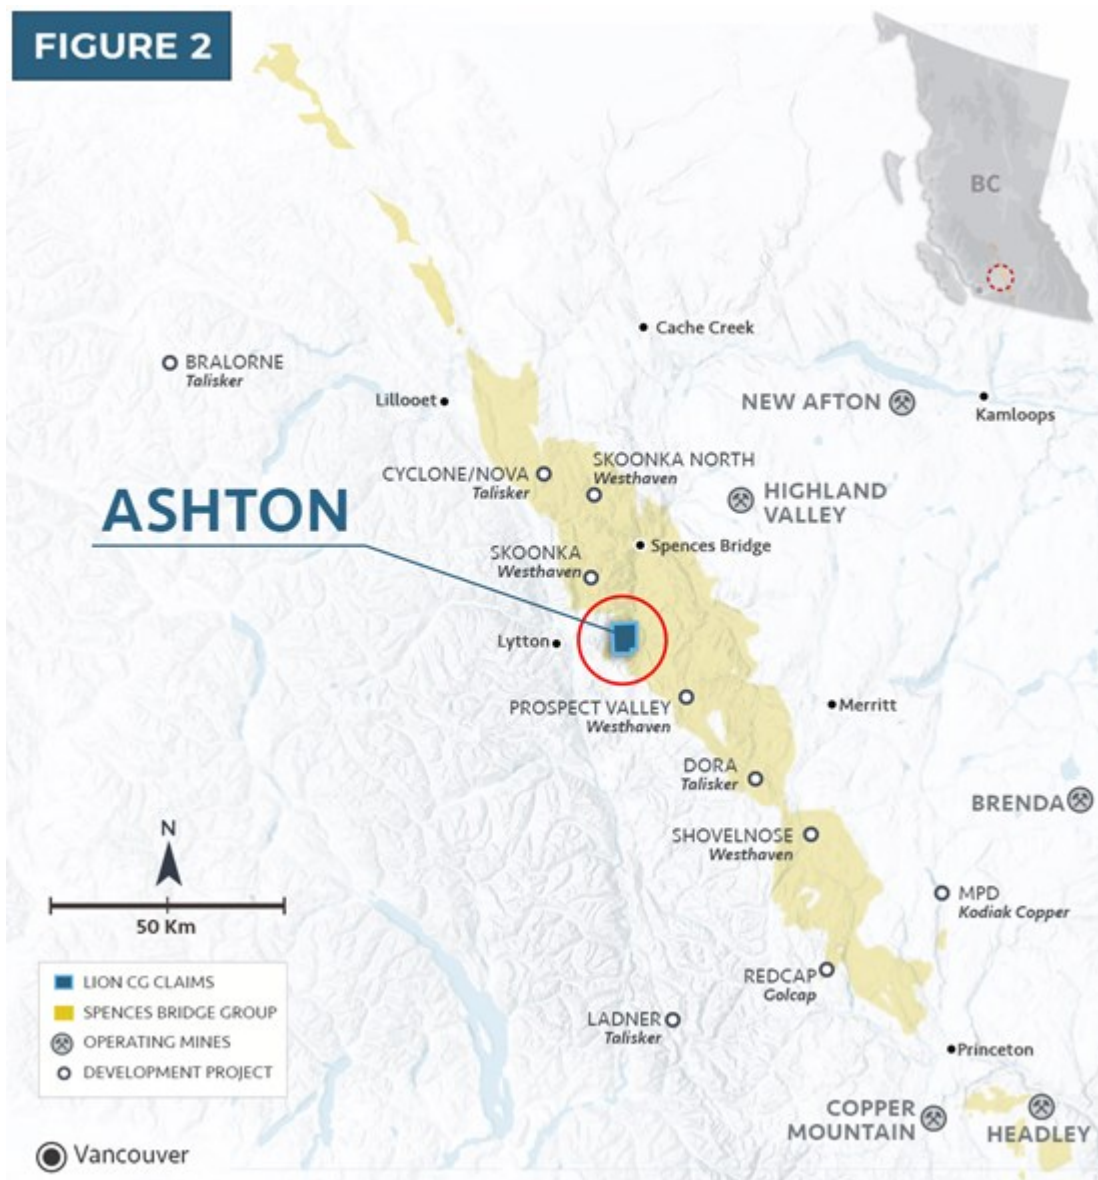 FIGURE 2
BC
Cache Creek
BRALORNE
Talisker
Lillooet
NEW AFTON
Kamloops
CYCLONE/NOVA
Talisker
SKOONKA NORTH
Westhaven
HIGHLAND
VALLEY
ASHTON
SKOONKA
Westhaven
Spences Bridge
Lytton
PROSPECT VALLEY
Westhaven
Merritt
DORA
Talisker
BRENDA
SHOVELNOSE
Westhaven
N
50 Km
MPD
Kodiak Copper
REDCAP
Golcap
LADNER
Talisker
Princeton
LION CG CLAIMS
SPENCES BRIDGE GROUP
OPERATING MINES
DEVELOPMENT PROJECT
COPPER
MOUNTAIN
HEADLEY
Vancouver